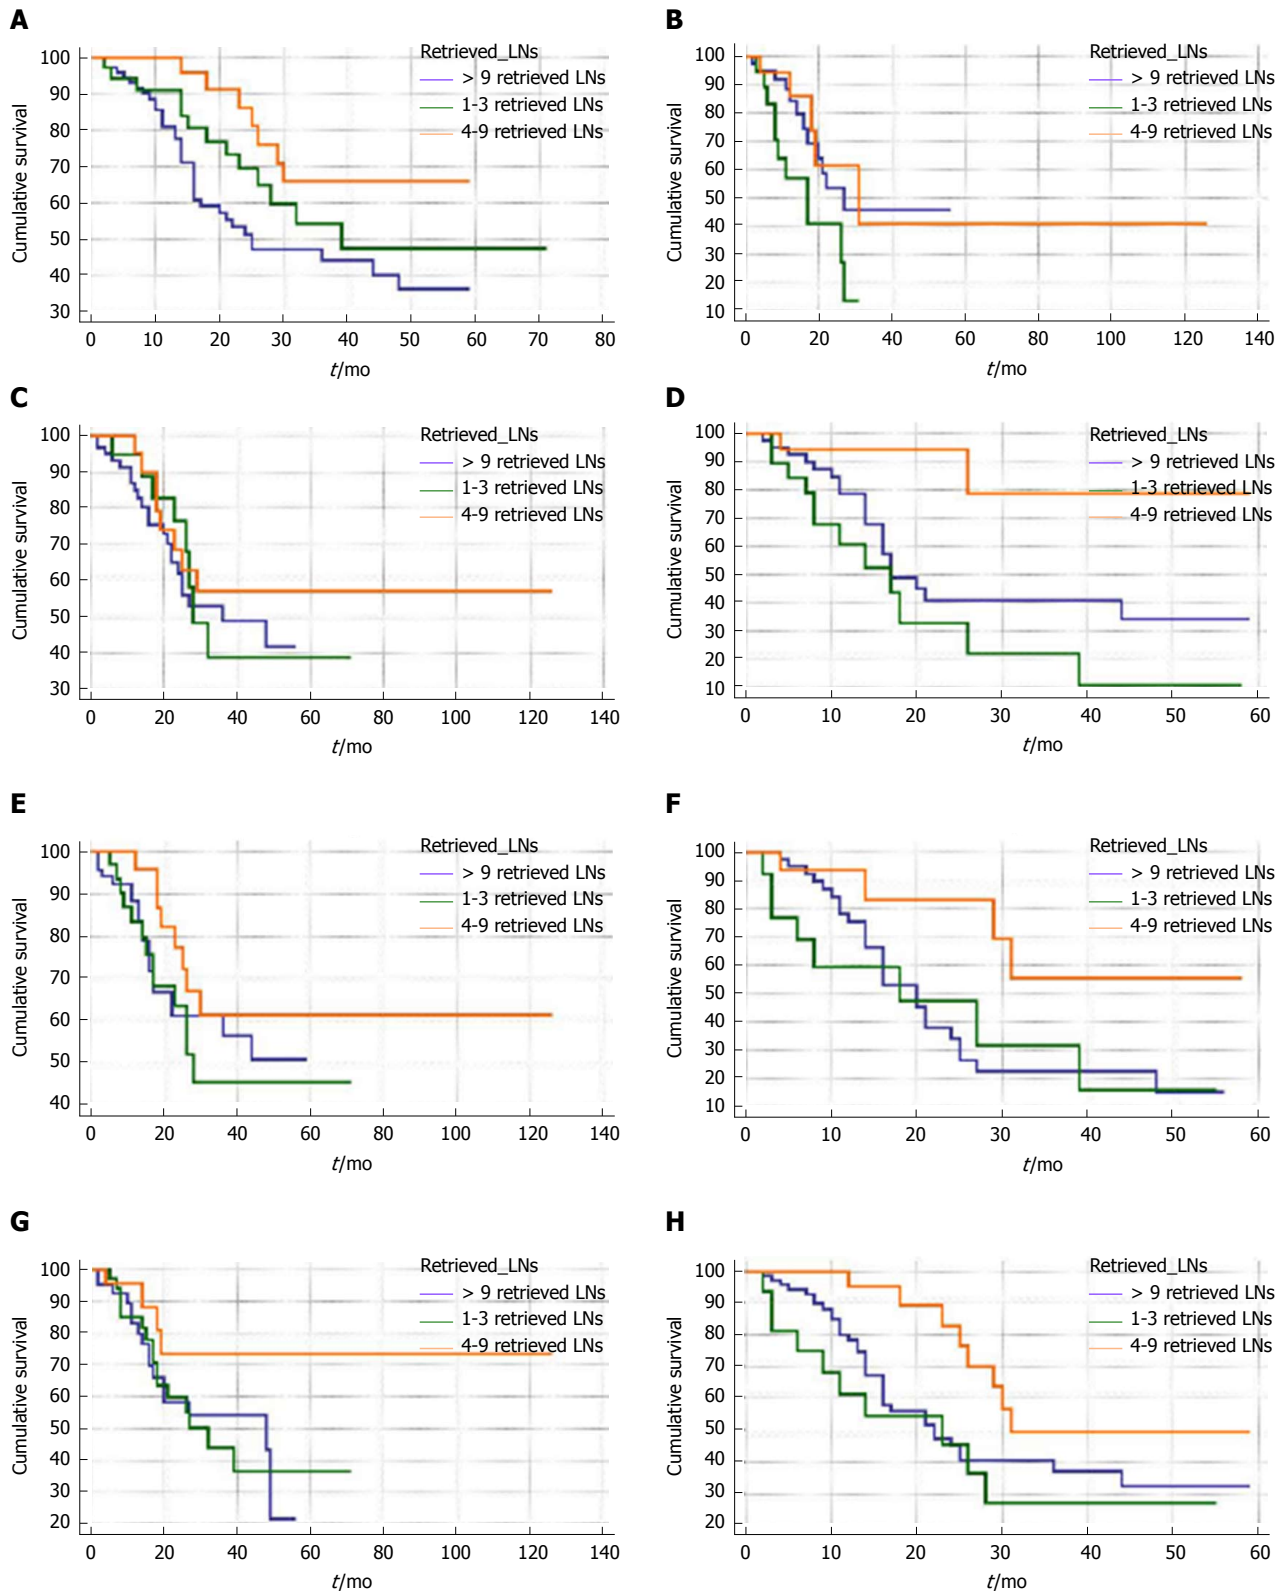 A
Retrieved_LNs
> 9 retrieved LNs
1-3 retrieved LNs
4-9 retrieved LNs
Cumulative survival
100
90
80
70
60
50
40
30
0 10 20 30 40 50 60 70 80
t/mo
B
Retrieved_LNs
> 9 retrieved LNs
1-3 retrieved LNs
4-9 retrieved LNs
Cumulative survival
100
90
80
70
60
50
40
30
20
10
0 20 40 60 80 100 120 140
t/mo
C
Retrieved_LNs
> 9 retrieved LNs
1-3 retrieved LNs
4-9 retrieved LNs
Cumulative survival
100
90
80
70
60
50
40
30
0 20 40 60 80 100 120 140
t/mo
D
Retrieved_LNs
> 9 retrieved LNs
1-3 retrieved LNs
4-9 retrieved LNs
Cumulative survival
100
90
80
70
60
50
40
30
20
10
0 10 20 30 40 50 60
t/mo
E
Retrieved_LNs
> 9 retrieved LNs
1-3 retrieved LNs
4-9 retrieved LNs
Cumulative survival
100
90
80
70
60
50
40
0 20 40 60 80 100 120 140
t/mo
F
Retrieved_LNs
> 9 retrieved LNs
1-3 retrieved LNs
4-9 retrieved LNs
Cumulative survival
100
90
80
70
60
50
40
30
20
10
0 10 20 30 40 50 60
t/mo
G
Retrieved_LNs
> 9 retrieved LNs
1-3 retrieved LNs
4-9 retrieved LNs
Cumulative survival
100
90
80
70
60
50
40
30
20
0 20 40 60 80 100 120 140
t/mo
H
Retrieved_LNs
> 9 retrieved LNs
1-3 retrieved LNs
4-9 retrieved LNs
Cumulative survival
100
90
80
70
60
50
40
30
20
0 10 20 30 40 50 60
t/mo